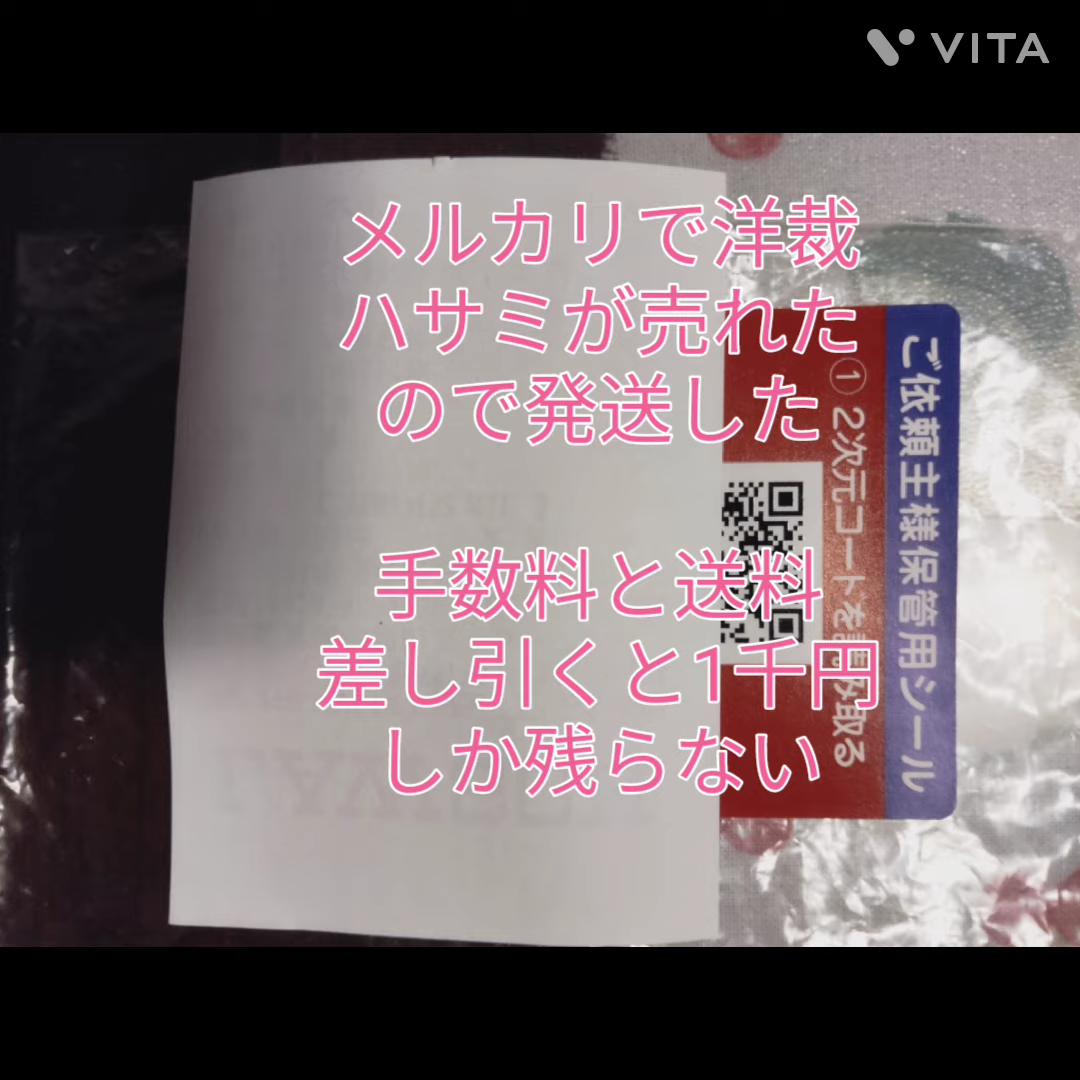 VITA
メルカリで洋裁
ハサミが売れた
ので発送した
手数料と送料
差し引くと1千円
しか残らない
ご依頼主様保管用シール
①2次元コードを読み取る